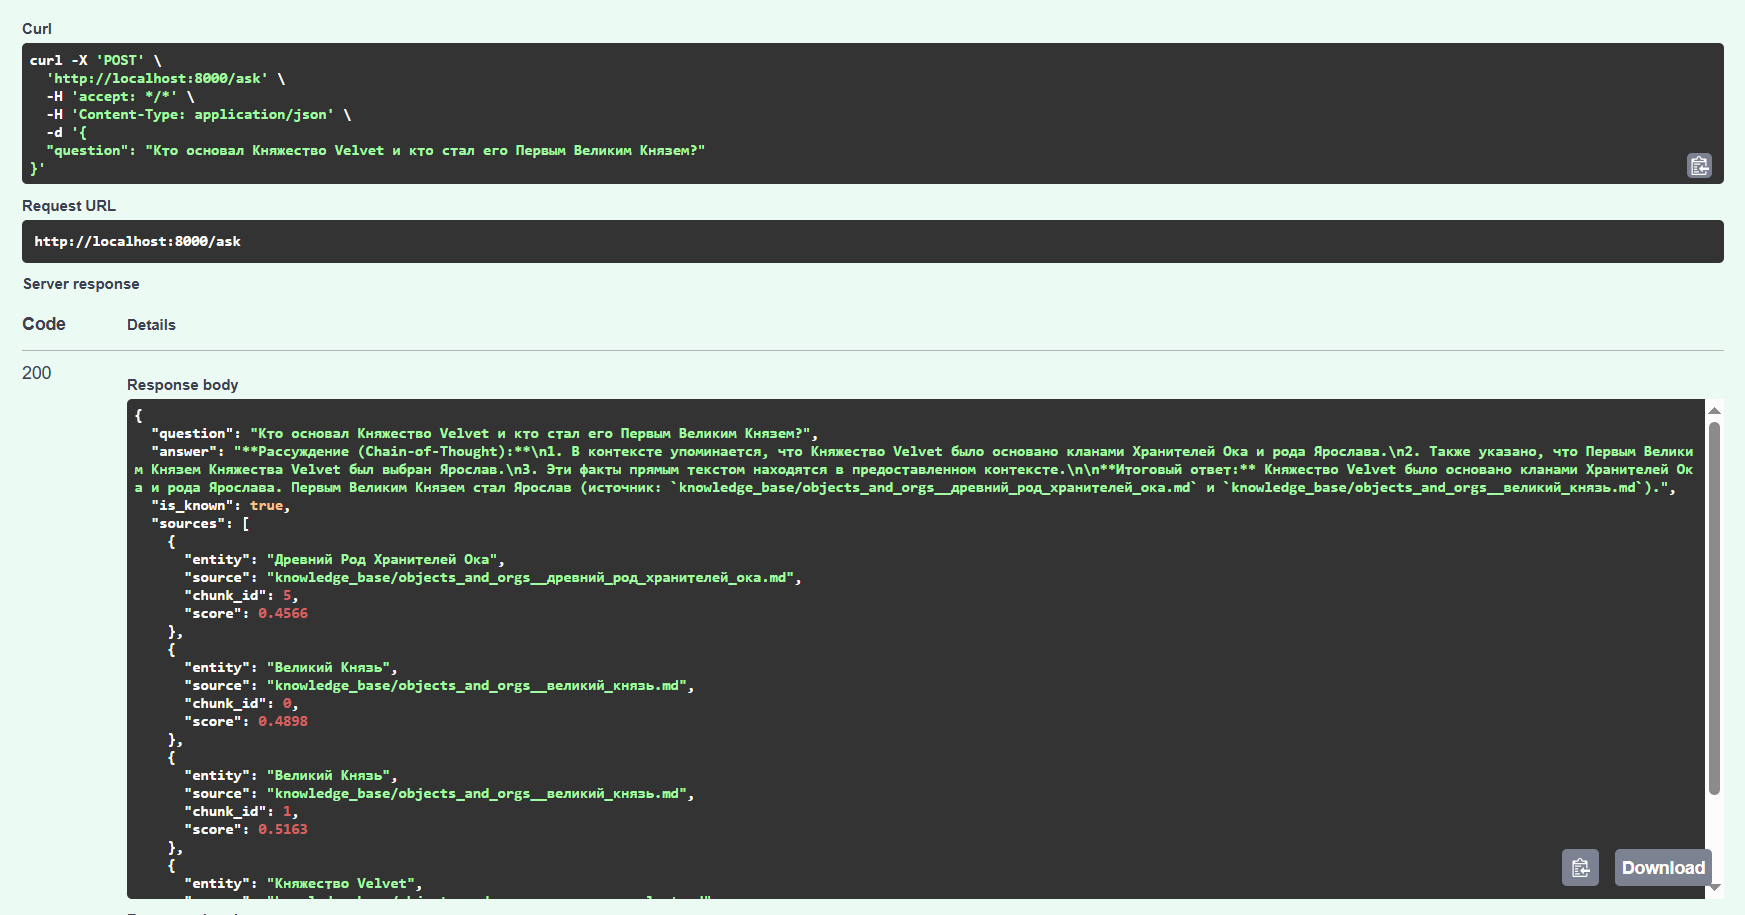 Curl
curl -X 'POST' \
'http://localhost:8000/ask' \
-H 'accept: */*' \
-H 'Content-Type: application/json' \
-d '{
"question": "Кто основал Княжество Velvet и кто стал его Первым Великим Князем?"
}'
Request URL
http://localhost:8000/ask
Server response
Code Details
200
Response body
{
"question": "Кто основал Княжество Velvet и кто стал его Первым Великим Князем?",
"answer": "**Рассуждение (Chain-of-Thought):**\n1. В контексте упоминается, что Княжество Velvet было основано кланами Хранителей Ока и рода Ярослава.\n2. Также указано, что Первым Велики
м Князем Княжества Velvet был выбран Ярослав.\n3. Эти факты прямым текстом находятся в предоставленном контексте.\n\n**Итоговый ответ:** Княжество Velvet было основано кланами Хранителей Ок
а и рода Ярослава. Первым Великим Князем стал Ярослав (источник: `knowledge_base/objects_and_orgs__древний_род_хранителей_ока.md` и `knowledge_base/objects_and_orgs__великий_князь.md`).",
"is_known": true,
"sources": [
{
"entity": "Древний Род Хранителей Ока",
"source": "knowledge_base/objects_and_orgs__древний_род_хранителей_ока.md",
"chunk_id": 5,
"score": 0.4566
},
{
"entity": "Великий Князь",
"source": "knowledge_base/objects_and_orgs__великий_князь.md",
"chunk_id": 0,
"score": 0.4898
},
{
"entity": "Великий Князь",
"source": "knowledge_base/objects_and_orgs__великий_князь.md",
"chunk_id": 1,
"score": 0.5163
},
{
"entity": "Княжество Velvet",
Download